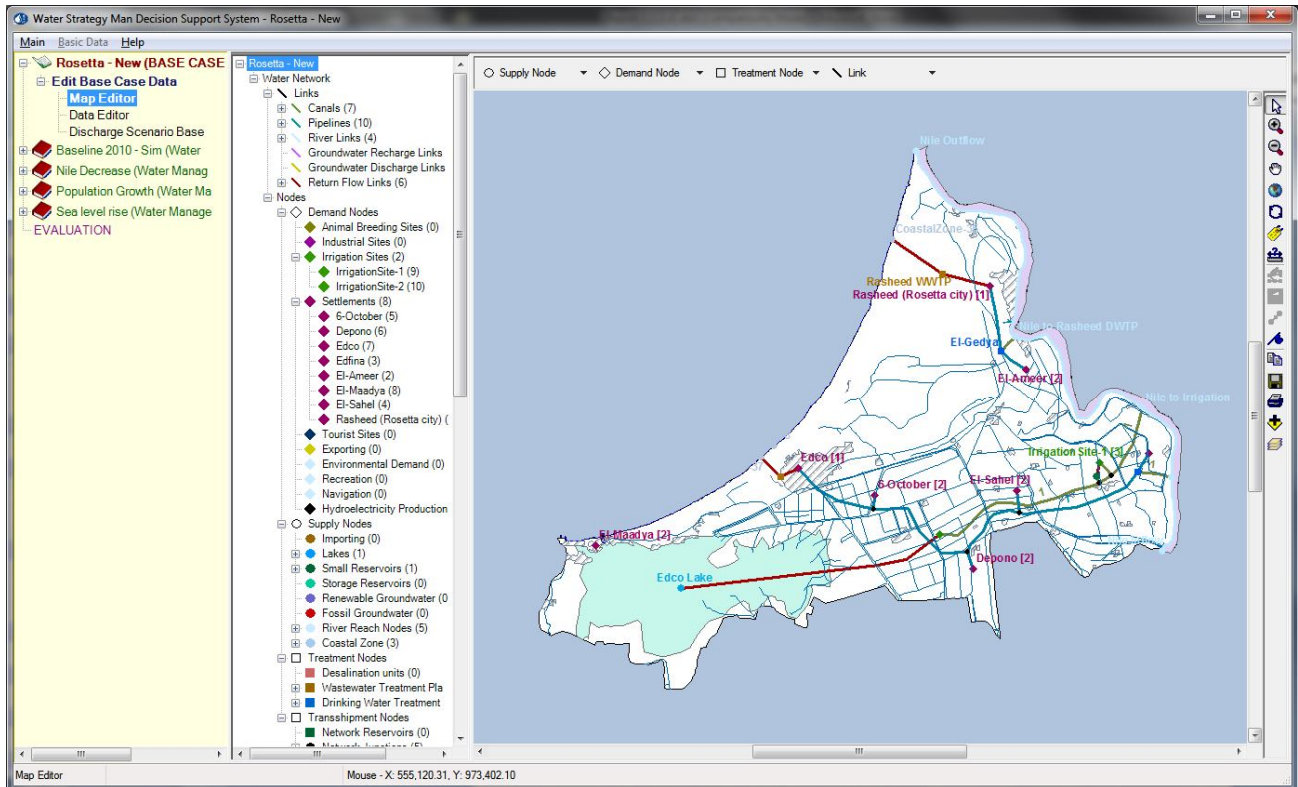 Water Strategy Man Decision Support System - Rosetta - New
Main Basic Data Help
Rosetta - New (BASE CASE
Edit Base Case Data
Map Editor
Data Editor
Discharge Scenario Base
Baseline 2010 - Sim (Water
Nile Decrease (Water Manag
Population Growth (Water Ma
Sea level rise (Water Manage
EVALUATION
Rosetta - New
Water Network
Links
Canals (7)
Pipelines (10)
River Links (4)
Groundwater Recharge Links
Groundwater Discharge Links
Return Flow Links (6)
Nodes
Demand Nodes
Animal Breeding Sites (0)
Industrial Sites (0)
Irrigation Sites (2)
IrrigationSite-1 (9)
IrrigationSite-2 (10)
Settlements (8)
6-October (5)
Depono (6)
Edco (7)
Edfina (3)
El-Ameer (2)
El-Maadya (8)
El-Sahel (4)
Rasheed (Rosetta city) (
Tourist Sites (0)
Exporting (0)
Environmental Demand (0)
Recreation (0)
Navigation (0)
Hydroelectricity Production
Supply Nodes
Importing (0)
Lakes (1)
Small Reservoirs (1)
Storage Reservoirs (0)
Renewable Groundwater (0
Fossil Groundwater (0)
River Reach Nodes (5)
Coastal Zone (3)
Treatment Nodes
Desalination units (0)
Wastewater Treatment Pla
Drinking Water Treatment
Transshipment Nodes
Network Reservoirs (0)
Network Junctions (5)
Supply Node Demand Node Treatment Node Link
Nile Outflow
CoastalZone-3
Rasheed WWTP
Rasheed (Rosetta city) [1]
Nile to Rasheed DWTP
El-Gedya
El-Ameer [2]
Nile to Irrigation
Edco [1]
Irrigation Site-1 [3]
6-October [2]
El-Sahel [2]
1
1
1
El-Maadya [2]
Depono [2]
Edco Lake
Map Editor
Mouse - X: 555,120.31, Y: 973,402.10